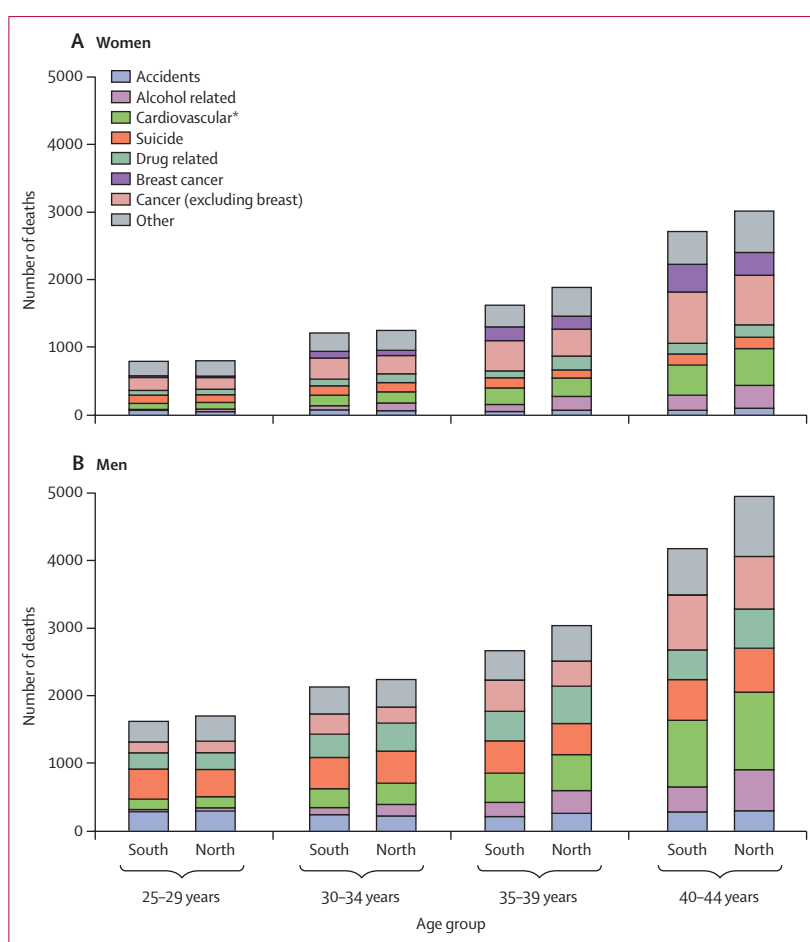 A Women
5000
4000
3000
2000
1000
0
Number of deaths
Accidents
Alcohol related
Cardiovascular*
Suicide
Drug related
Breast cancer
Cancer (excluding breast)
Other
B Men
5000
4000
3000
2000
1000
0
Number of deaths
South North South North South North South North
25–29 years 30–34 years 35–39 years 40–44 years
Age group